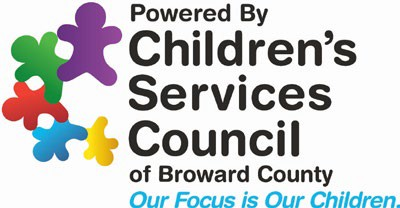 Powered By
Children's
Services
Council
of Broward County
Our Focus is Our Children.